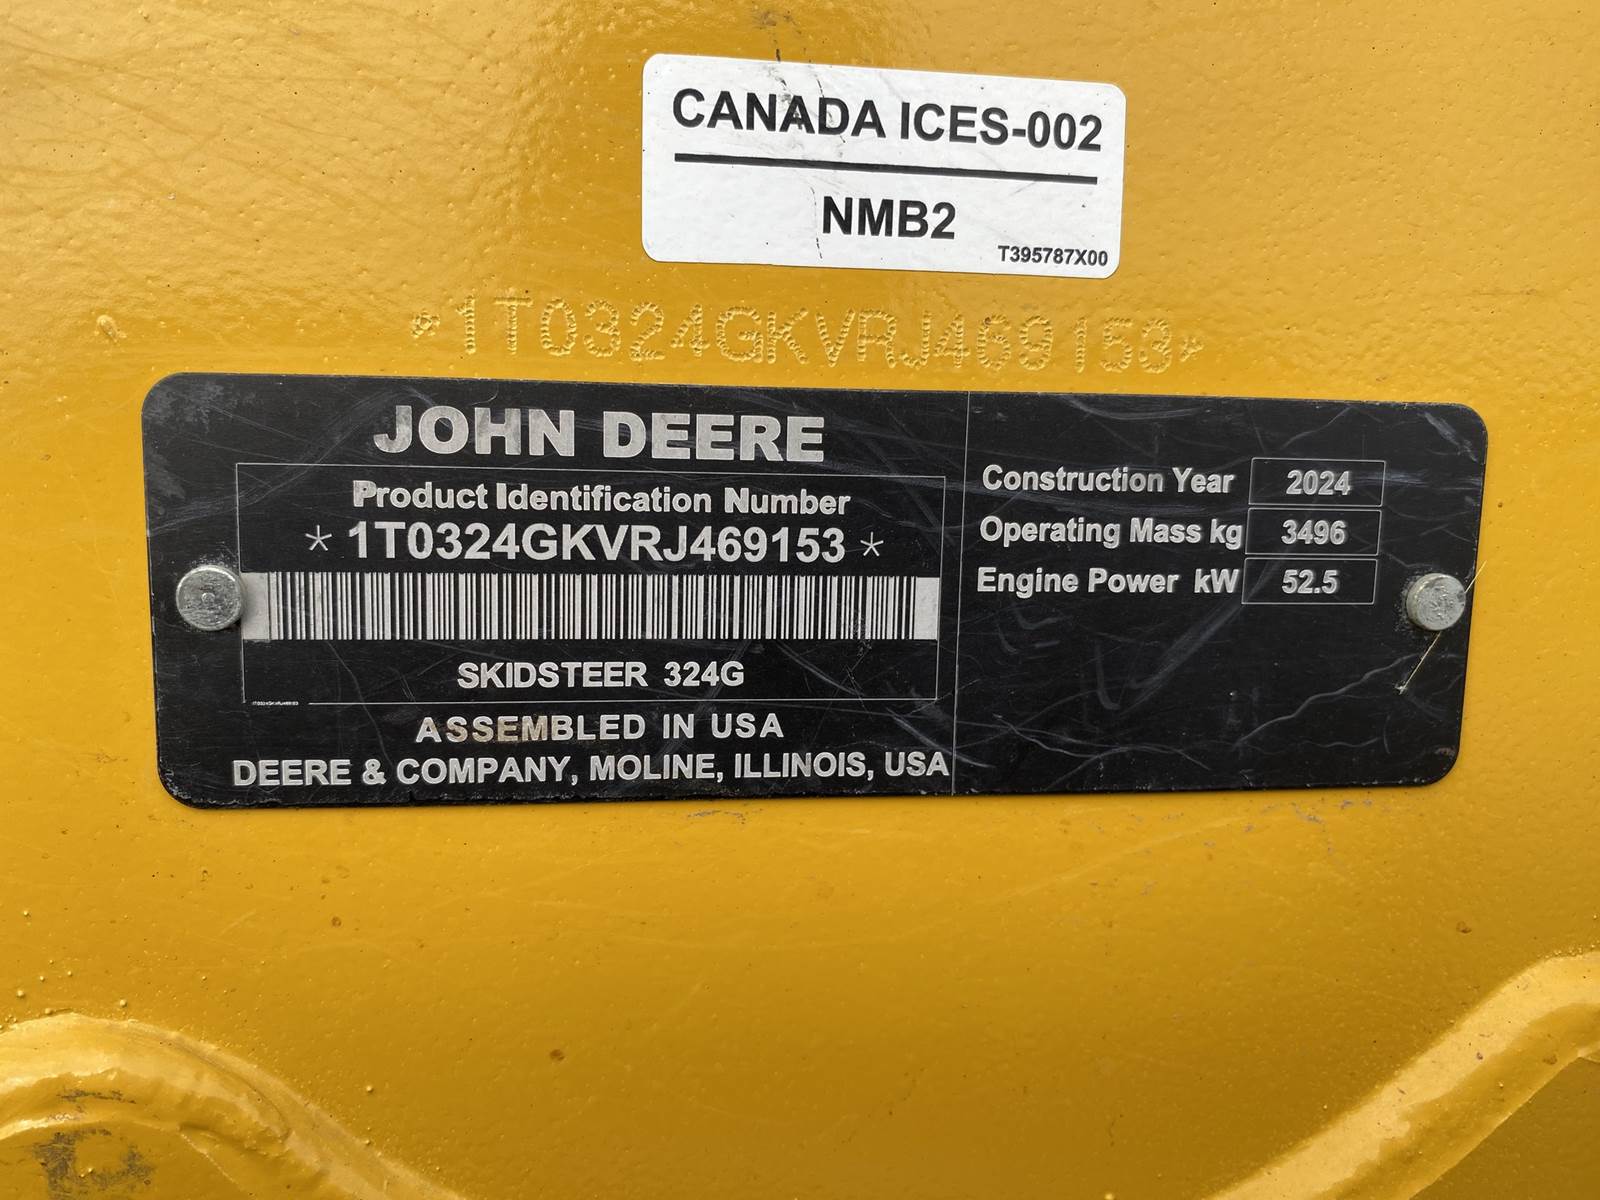 CANADA ICES-002
NMB2
T395787X00
*1T0324GKVRJ469153*
JOHN DEERE
Product Identification Number
* 1T0324GKVRJ469153 *
SKIDSTEER 324G
1T0324GKVRJ469153
ASSEMBLED IN USA
DEERE & COMPANY, MOLINE, ILLINOIS, USA
Construction Year 2024
Operating Mass kg 3496
Engine Power kW 52.5